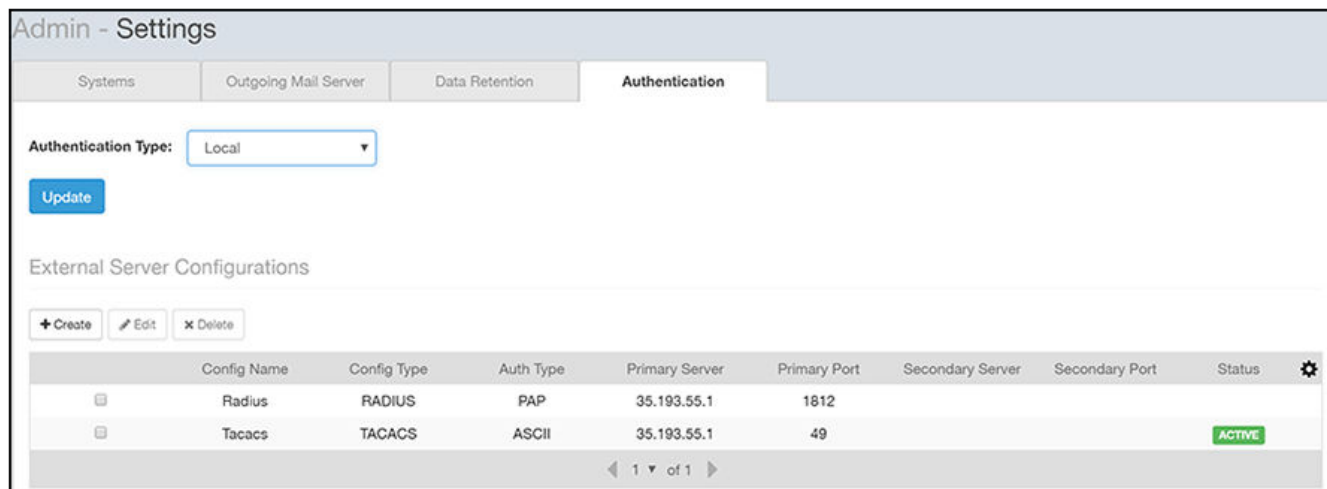 Admin - Settings
Systems Outgoing Mail Server Data Retention Authentication
Authentication Type: Local
Update
External Server Configurations
Create Edit Delete
Config Name Config Type Auth Type Primary Server Primary Port Secondary Server Secondary Port Status
Radius RADIUS PAP 35.193.55.1 1812
Tacacs TACACS ASCII 35.193.55.1 49 ACTIVE
1 of 1